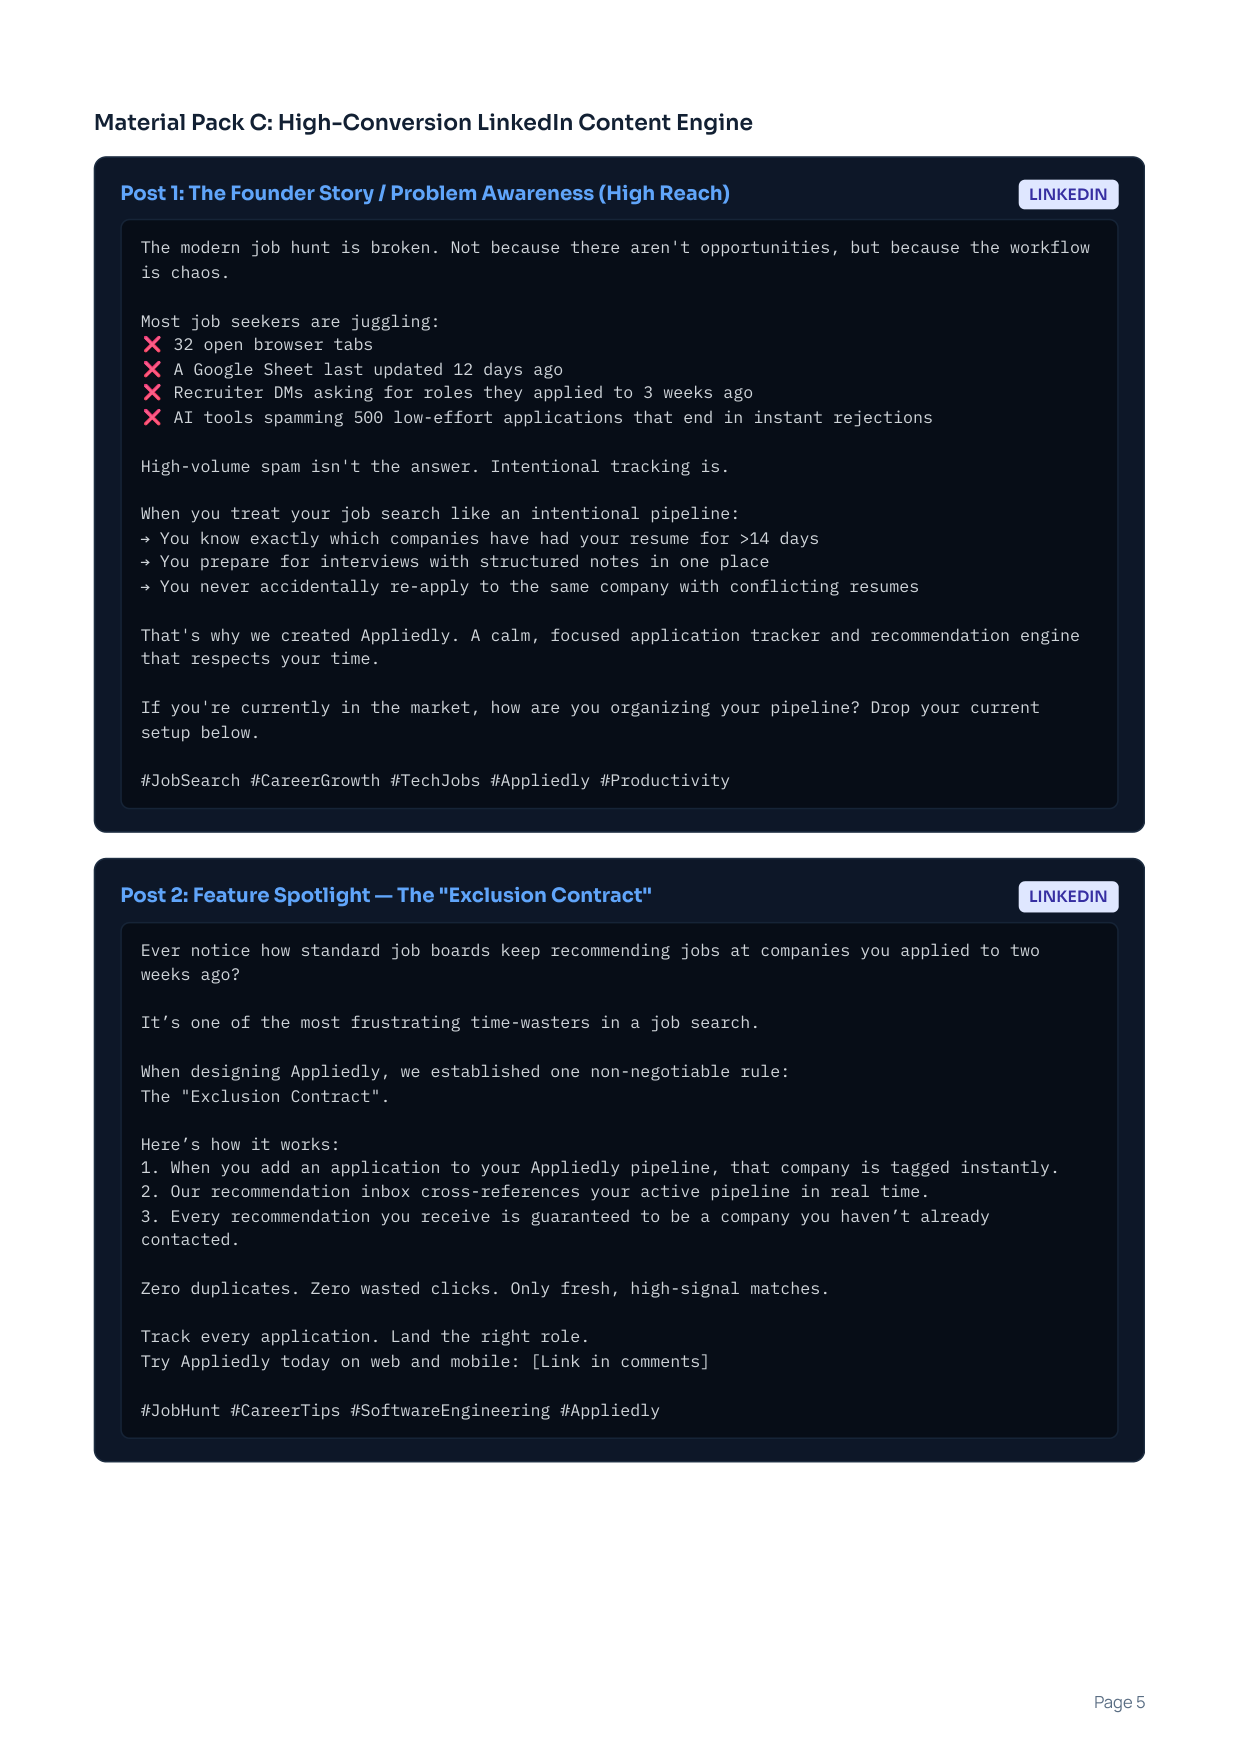 Material Pack C: High-Conversion LinkedIn Content Engine
Post 1: The Founder Story / Problem Awareness (High Reach)
LINKEDIN
The modern job hunt is broken. Not because there aren't opportunities, but because the workflow
is chaos.
Most job seekers are juggling:
❌ 32 open browser tabs
❌ A Google Sheet last updated 12 days ago
❌ Recruiter DMs asking for roles they applied to 3 weeks ago
❌ AI tools spamming 500 low-effort applications that end in instant rejections
High-volume spam isn't the answer. Intentional tracking is.
When you treat your job search like an intentional pipeline:
→ You know exactly which companies have had your resume for >14 days
→ You prepare for interviews with structured notes in one place
→ You never accidentally re-apply to the same company with conflicting resumes
That's why we created Appliedly. A calm, focused application tracker and recommendation engine
that respects your time.
If you're currently in the market, how are you organizing your pipeline? Drop your current
setup below.
#JobSearch #CareerGrowth #TechJobs #Appliedly #Productivity
Post 2: Feature Spotlight — The "Exclusion Contract"
LINKEDIN
Ever notice how standard job boards keep recommending jobs at companies you applied to two
weeks ago?
It’s one of the most frustrating time-wasters in a job search.
When designing Appliedly, we established one non-negotiable rule:
The "Exclusion Contract".
Here’s how it works:
1. When you add an application to your Appliedly pipeline, that company is tagged instantly.
2. Our recommendation inbox cross-references your active pipeline in real time.
3. Every recommendation you receive is guaranteed to be a company you haven’t already
contacted.
Zero duplicates. Zero wasted clicks. Only fresh, high-signal matches.
Track every application. Land the right role.
Try Appliedly today on web and mobile: [Link in comments]
#JobHunt #CareerTips #SoftwareEngineering #Appliedly
Page 5